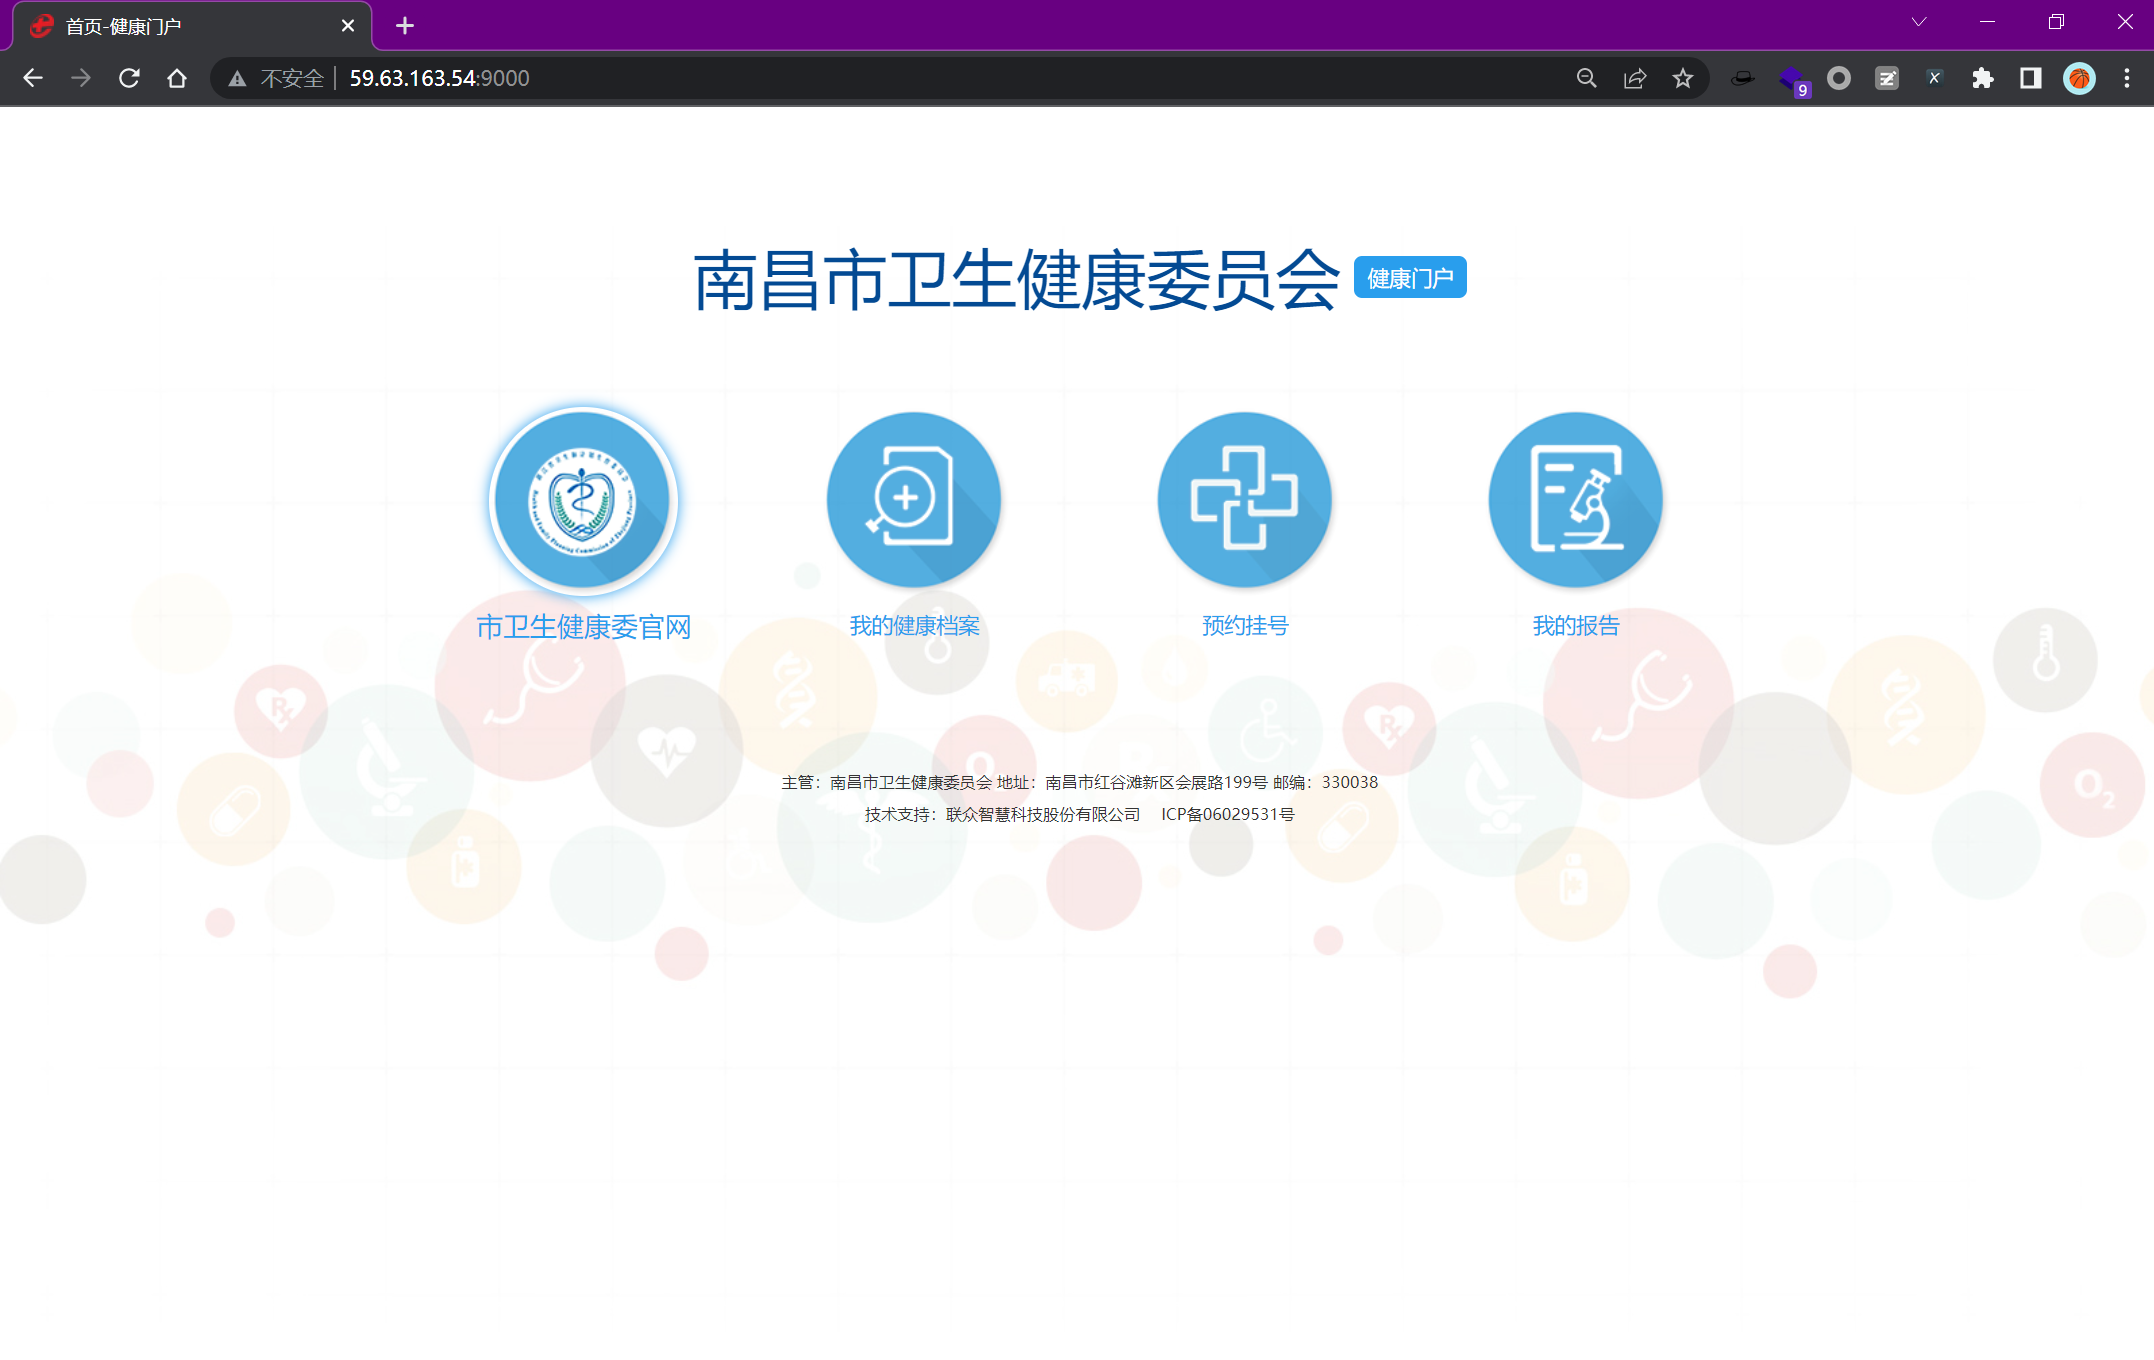 首页-健康门户
不安全 59.63.163.54:9000
9
南昌市卫生健康委员会 健康门户
市卫生健康委官网 我的健康档案 预约挂号 我的报告
Rx
Rx
O
O2
主管：南昌市卫生健康委员会 地址：南昌市红谷滩新区会展路199号 邮编：330038
技术支持：联众智慧科技股份有限公司 ICP备06029531号